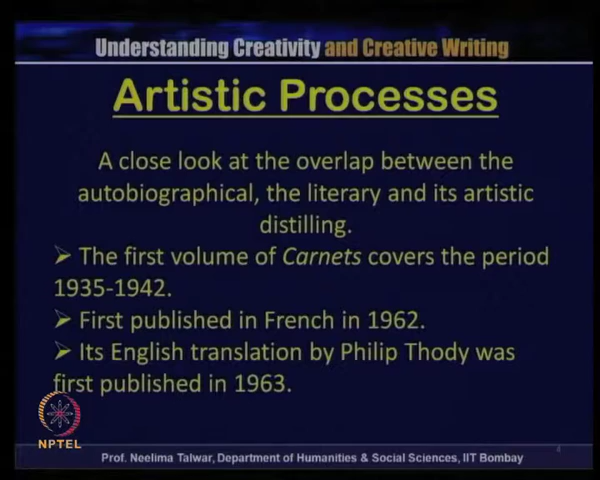 Understanding Creativity and Creative Writing
Artistic Processes
A close look at the overlap between the
autobiographical, the literary and its artistic
distilling.
➢ The first volume of Carnets covers the period
1935-1942.
➢ First published in French in 1962.
➢ Its English translation by Philip Thody was
first published in 1963.
NPTEL
4
Prof. Neelima Talwar, Department of Humanities & Social Sciences, IIT Bombay